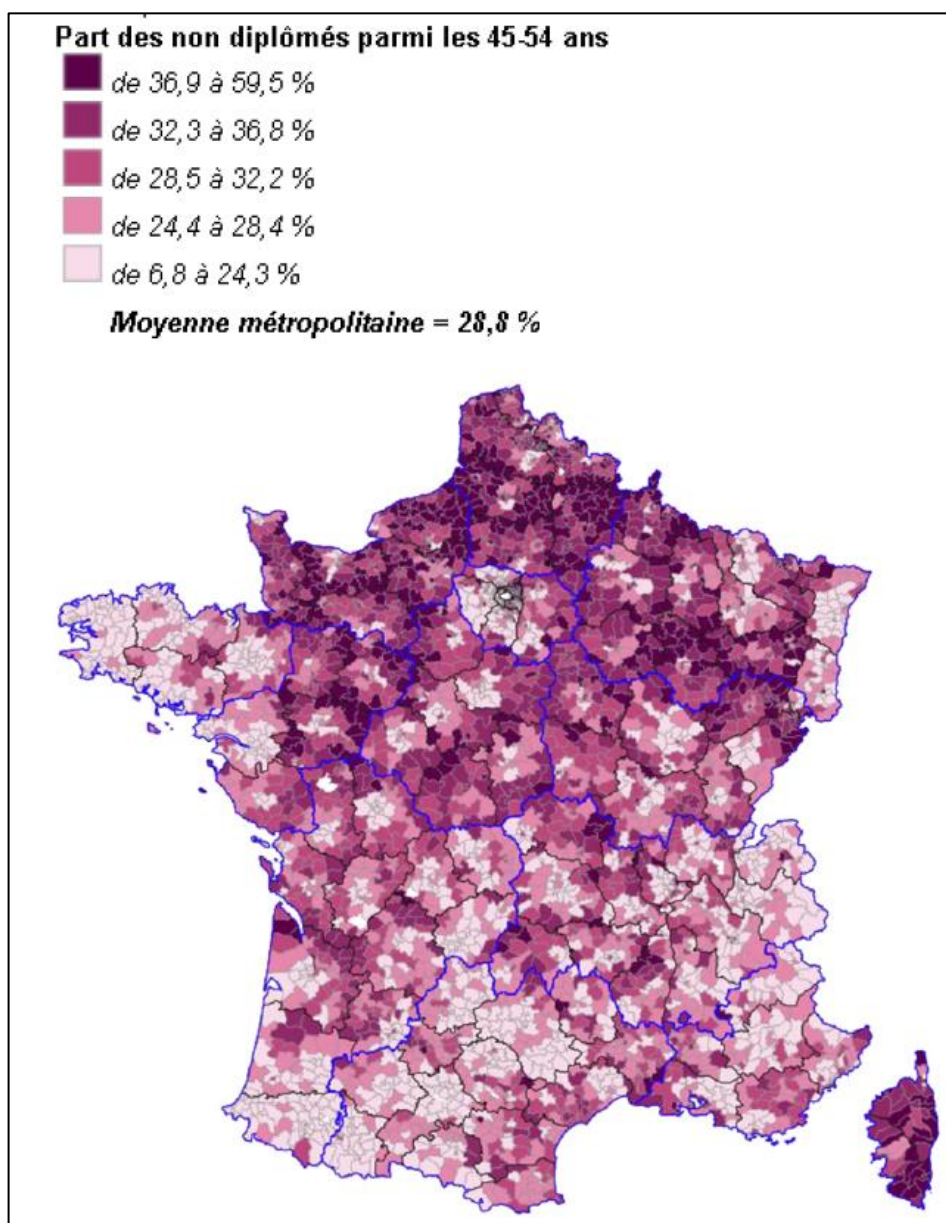 Part des non diplômés parmi les 45-54 ans
de 36,9 à 59,5 %
de 32,3 à 36,8 %
de 28,5 à 32,2 %
de 24,4 à 28,4 %
de 6,8 à 24,3 %
Moyenne métropolitaine = 28,8 %